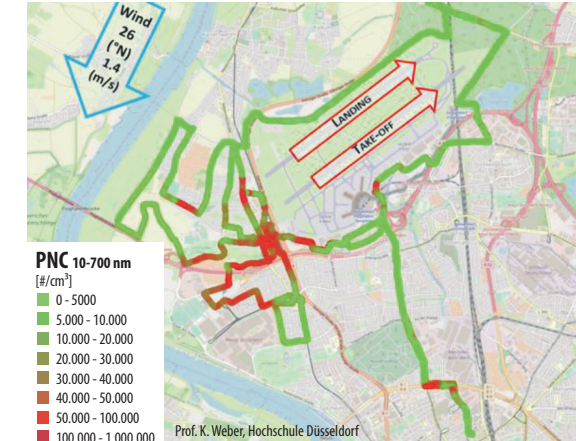 Wind
26
(°N)
1.4
(m/s)
LANDING
TAKE-OFF
PNC 10-700 nm
[#/cm³]
0 - 5000
5.000 - 10.000
10.000 - 20.000
20.000 - 30.000
30.000 - 40.000
40.000 - 50.000
50.000 - 100.000
100.000 - 1.000.000
Prof. K. Weber, Hochschule Düsseldorf